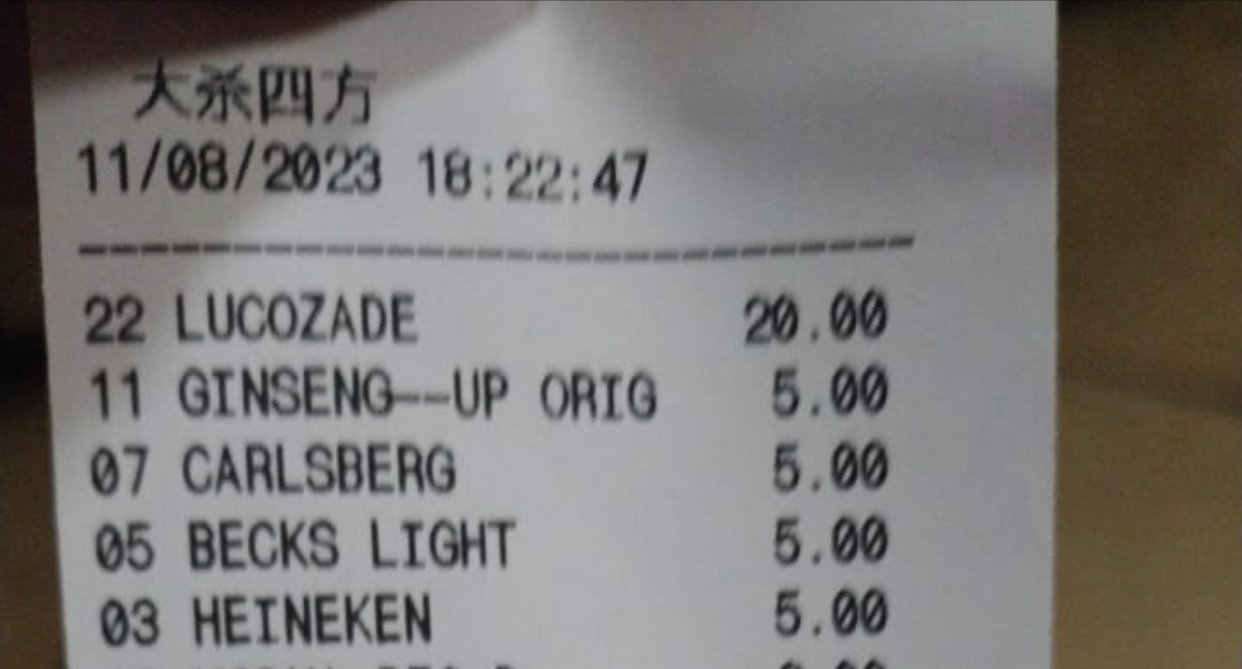 大杀四方
11/08/2023 18:22:47
----------------------------
22 LUCOZADE 20.00
11 GINSENG--UP ORIG 5.00
07 CARLSBERG 5.00
05 BECKS LIGHT 5.00
03 HEINEKEN 5.00